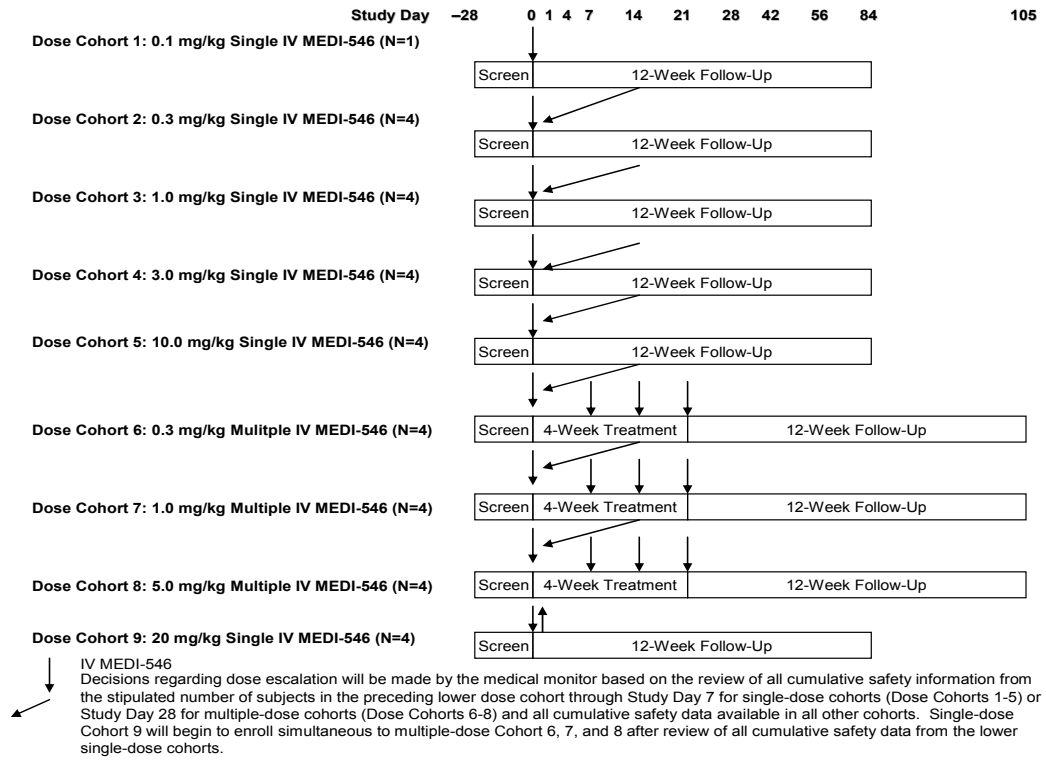 Study Day –28 0 1 4 7 14 21 28 42 56 84 105
Dose Cohort 1: 0.1 mg/kg Single IV MEDI-546 (N=1)
Screen 12-Week Follow-Up
Dose Cohort 2: 0.3 mg/kg Single IV MEDI-546 (N=4)
Screen 12-Week Follow-Up
Dose Cohort 3: 1.0 mg/kg Single IV MEDI-546 (N=4)
Screen 12-Week Follow-Up
Dose Cohort 4: 3.0 mg/kg Single IV MEDI-546 (N=4)
Screen 12-Week Follow-Up
Dose Cohort 5: 10.0 mg/kg Single IV MEDI-546 (N=4)
Screen 12-Week Follow-Up
Dose Cohort 6: 0.3 mg/kg Mulitple IV MEDI-546 (N=4) Screen 4-Week Treatment 12-Week Follow-Up
Dose Cohort 7: 1.0 mg/kg Multiple IV MEDI-546 (N=4) Screen 4-Week Treatment 12-Week Follow-Up
Dose Cohort 8: 5.0 mg/kg Multiple IV MEDI-546 (N=4) Screen 4-Week Treatment 12-Week Follow-Up
Dose Cohort 9: 20 mg/kg Single IV MEDI-546 (N=4) Screen 12-Week Follow-Up
IV MEDI-546
Decisions regarding dose escalation will be made by the medical monitor based on the review of all cumulative safety information from
the stipulated number of subjects in the preceding lower dose cohort through Study Day 7 for single-dose cohorts (Dose Cohorts 1-5) or
Study Day 28 for multiple-dose cohorts (Dose Cohorts 6-8) and all cumulative safety data available in all other cohorts. Single-dose
Cohort 9 will begin to enroll simultaneous to multiple-dose Cohort 6, 7, and 8 after review of all cumulative safety data from the lower
single-dose cohorts.